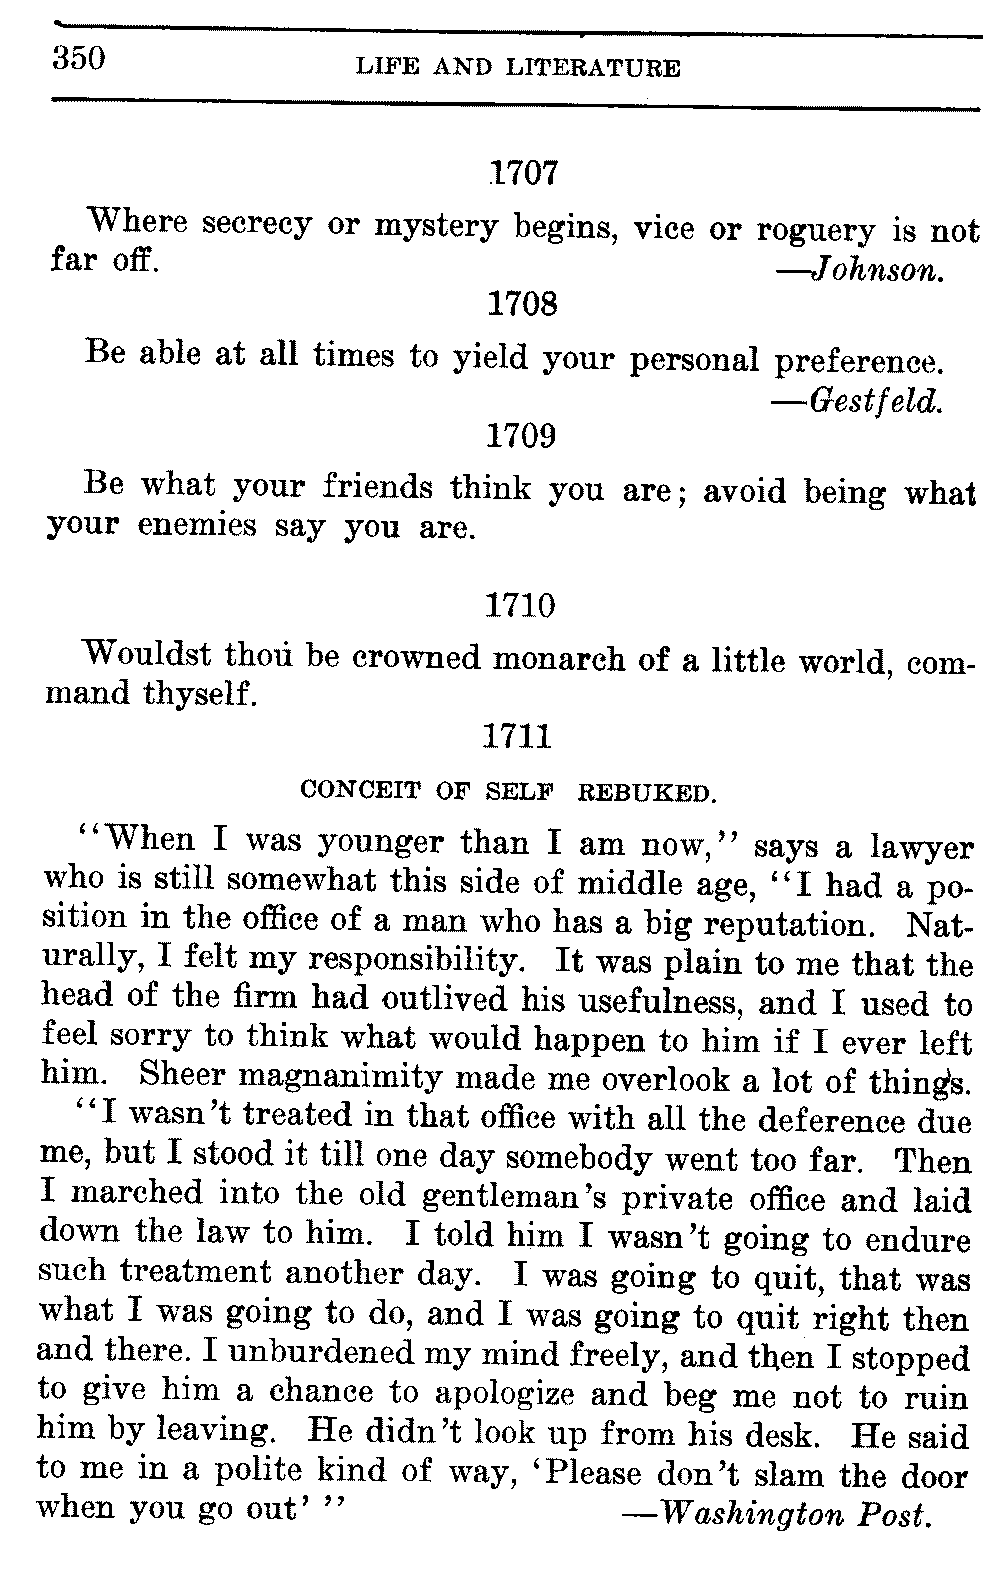 350
LIFE AND LITERATURE
1707
Where secrecy or mystery begins, vice or roguery is not
far off.
—Johnson.
1708
Be able at all times to yield your personal preference.
—Gestfeld.
1709
Be what your friends think you are; avoid being what
your enemies say you are.
1710
Wouldst thou be crowned monarch of a little world, com-
mand thyself.
1711
CONCEIT OF SELF REBUKED.
"When I was younger than I am now," says a lawyer
who is still somewhat this side of middle age, "I had a po-
sition in the office of a man who has a big reputation. Nat-
urally, I felt my responsibility. It was plain to me that the
head of the firm had outlived his usefulness, and I used to
feel sorry to think what would happen to him if I ever left
him. Sheer magnanimity made me overlook a lot of things.
"I wasn't treated in that office with all the deference due
me, but I stood it till one day somebody went too far. Then
I marched into the old gentleman's private office and laid
down the law to him. I told him I wasn't going to endure
such treatment another day. I was going to quit, that was
what I was going to do, and I was going to quit right then
and there. I unburdened my mind freely, and then I stopped
to give him a chance to apologize and beg me not to ruin
him by leaving. He didn't look up from his desk. He said
to me in a polite kind of way, 'Please don't slam the door
when you go out' "
—Washington Post.